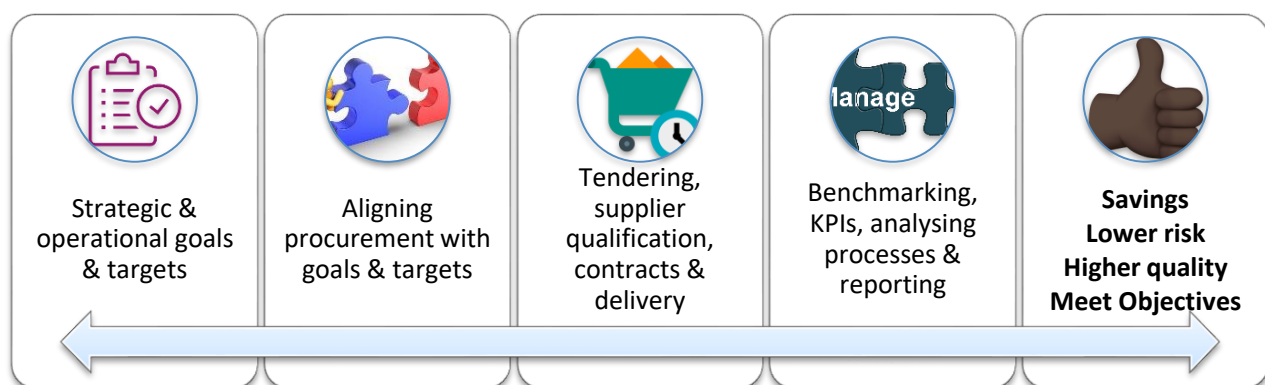 Strategic &
operational goals
& targets
Aligning
procurement with
goals & targets
Tendering,
supplier
qualification,
contracts &
delivery
Manage
Benchmarking,
KPIs, analysing
processes &
reporting
Savings
Lower risk
Higher quality
Meet Objectives